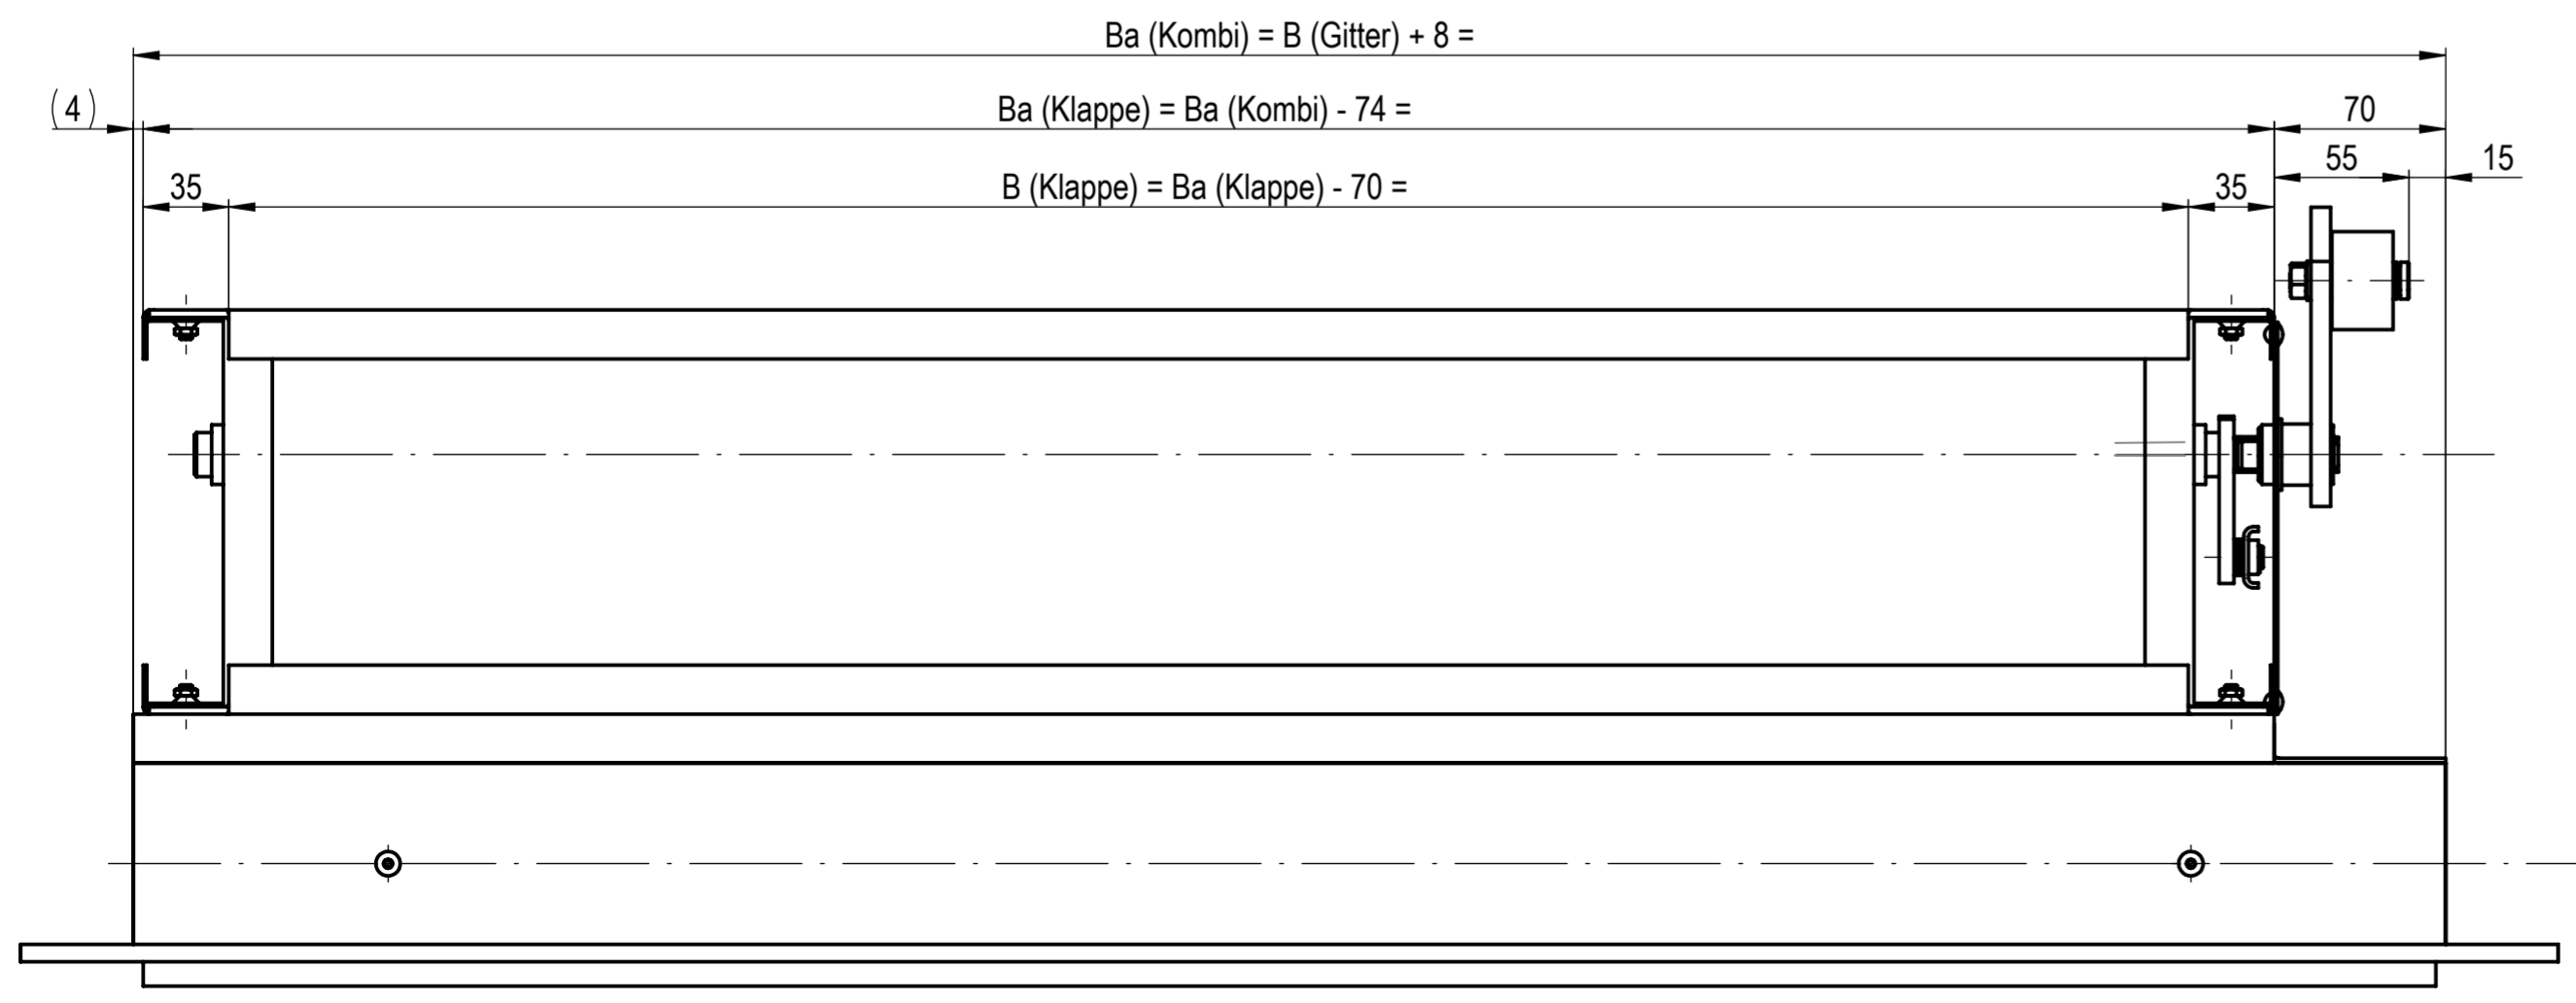 Ba (Kombi) = B (Gitter) + 8 =
(4)
Ba (Klappe) = Ba (Kombi) - 74 =
70
55
15
35
B (Klappe) = Ba (Klappe) - 70 =
35